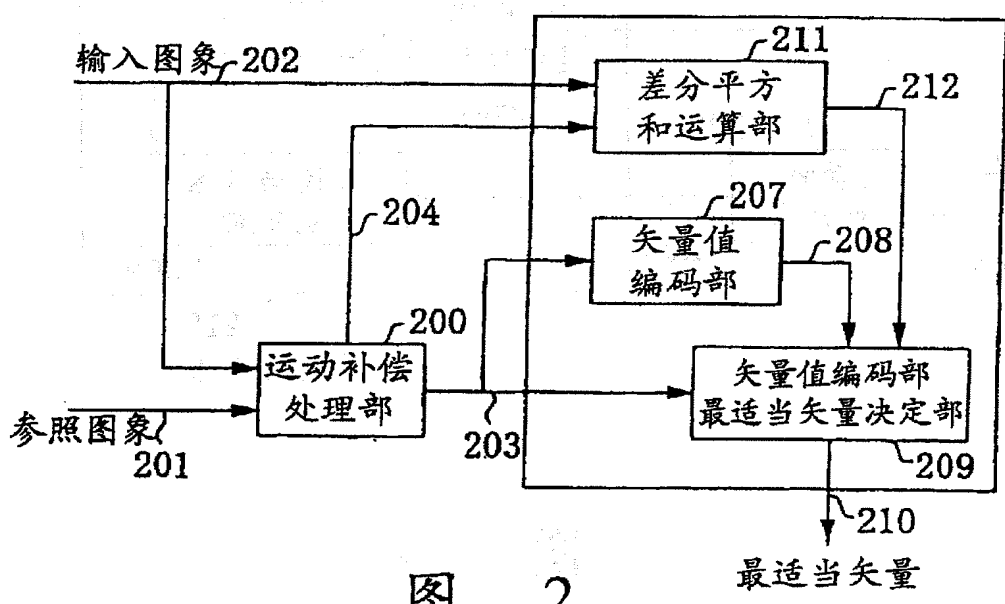 输入图象
202
211
差分平方
和运算部
212
204
207
矢量值
编码部
208
200
运动补偿
处理部
矢量值编码部
最适当矢量决定部
参照图象
201
203
209
210
最适当矢量
图 2